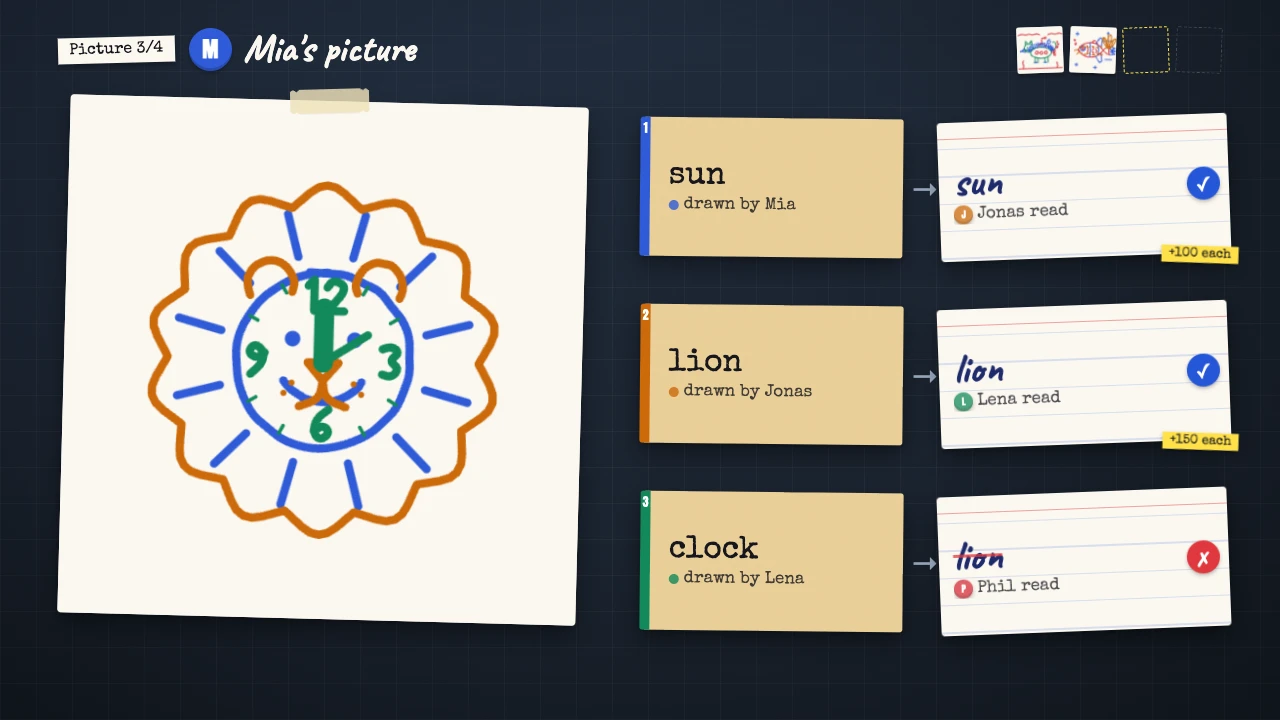 Picture 3/4
M
Mia's picture
12
9
3
6
1
sun
drawn by Mia
sun
J
Jonas read
+100 each
2
lion
drawn by Jonas
lion
L
Lena read
+150 each
3
clock
drawn by Lena
lion
P
Phil read